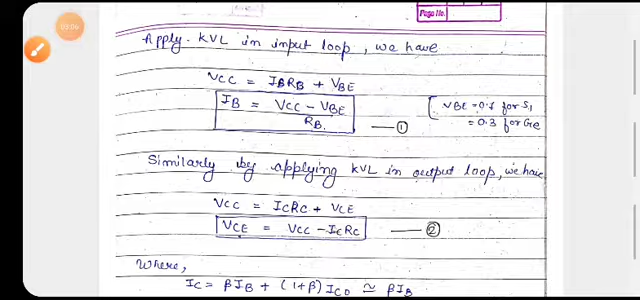 Page No.
00:00
Apply KVL in input loop, we have
VCC = IBRB + VBE
IB = VCC - VBE / RB — ①
[VBE = 0.7 for Si
= 0.3 for Ge
Similarly by applying KVL in output loop, we have
VCC = ICRC + VCE
VCE = VCC - ICRC — ②
Where,
IC = βIB + (1+β) ICO ≅ βIB